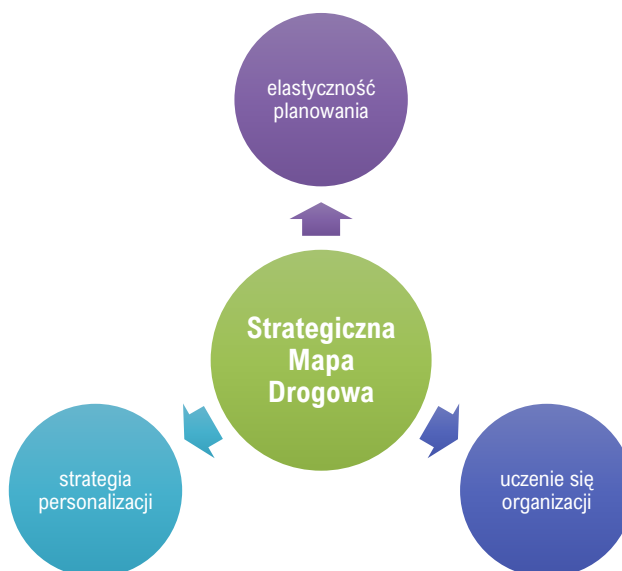 elastyczność
planowania
Strategiczna
Mapa
Drogowa
strategia
personalizacji
uczenie się
organizacji